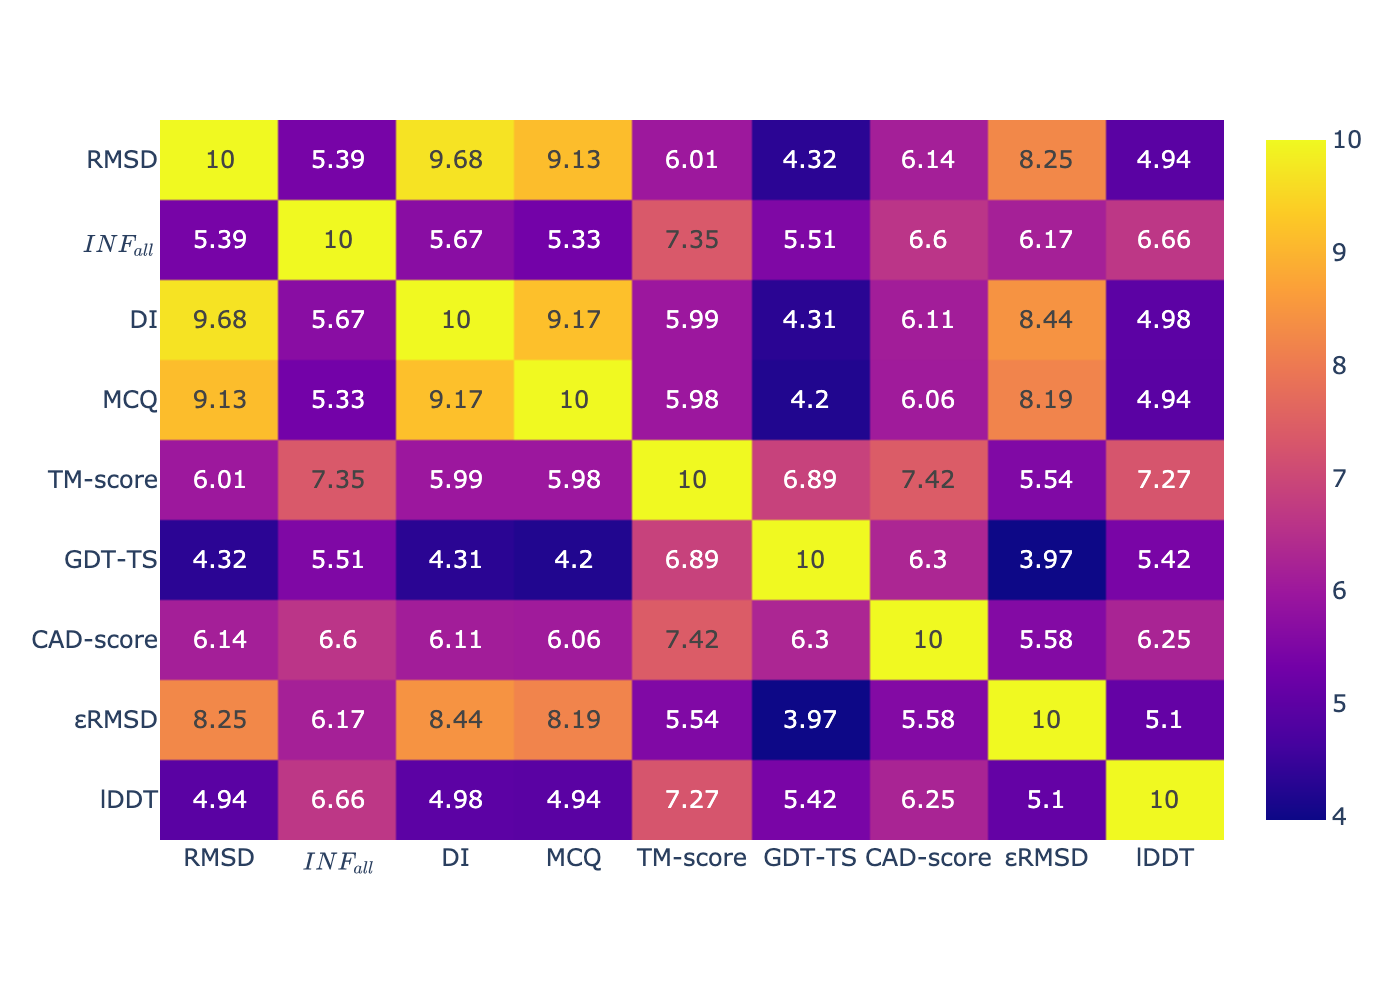 RMSD 10 5.39 9.68 9.13 6.01 4.32 6.14 8.25 4.94
INF_all 5.39 10 5.67 5.33 7.35 5.51 6.6 6.17 6.66
DI 9.68 5.67 10 9.17 5.99 4.31 6.11 8.44 4.98
MCQ 9.13 5.33 9.17 10 5.98 4.2 6.06 8.19 4.94
TM-score 6.01 7.35 5.99 5.98 10 6.89 7.42 5.54 7.27
GDT-TS 4.32 5.51 4.31 4.2 6.89 10 6.3 3.97 5.42
CAD-score 6.14 6.6 6.11 6.06 7.42 6.3 10 5.58 6.25
εRMSD 8.25 6.17 8.44 8.19 5.54 3.97 5.58 10 5.1
lDDT 4.94 6.66 4.98 4.94 7.27 5.42 6.25 5.1 10
RMSD INF_all DI MCQ TM-score GDT-TS CAD-score εRMSD lDDT
10
9
8
7
6
5
4